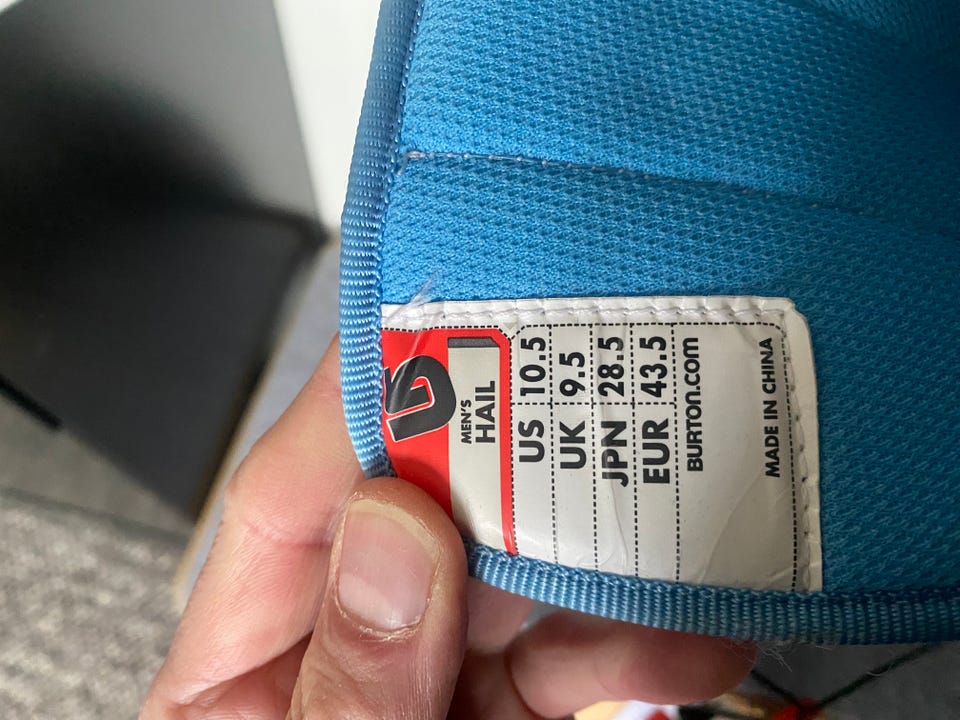 MEN'S
HAIL
US 10.5
UK 9.5
JPN 28.5
EUR 43.5
BURTON.COM
MADE IN CHINA